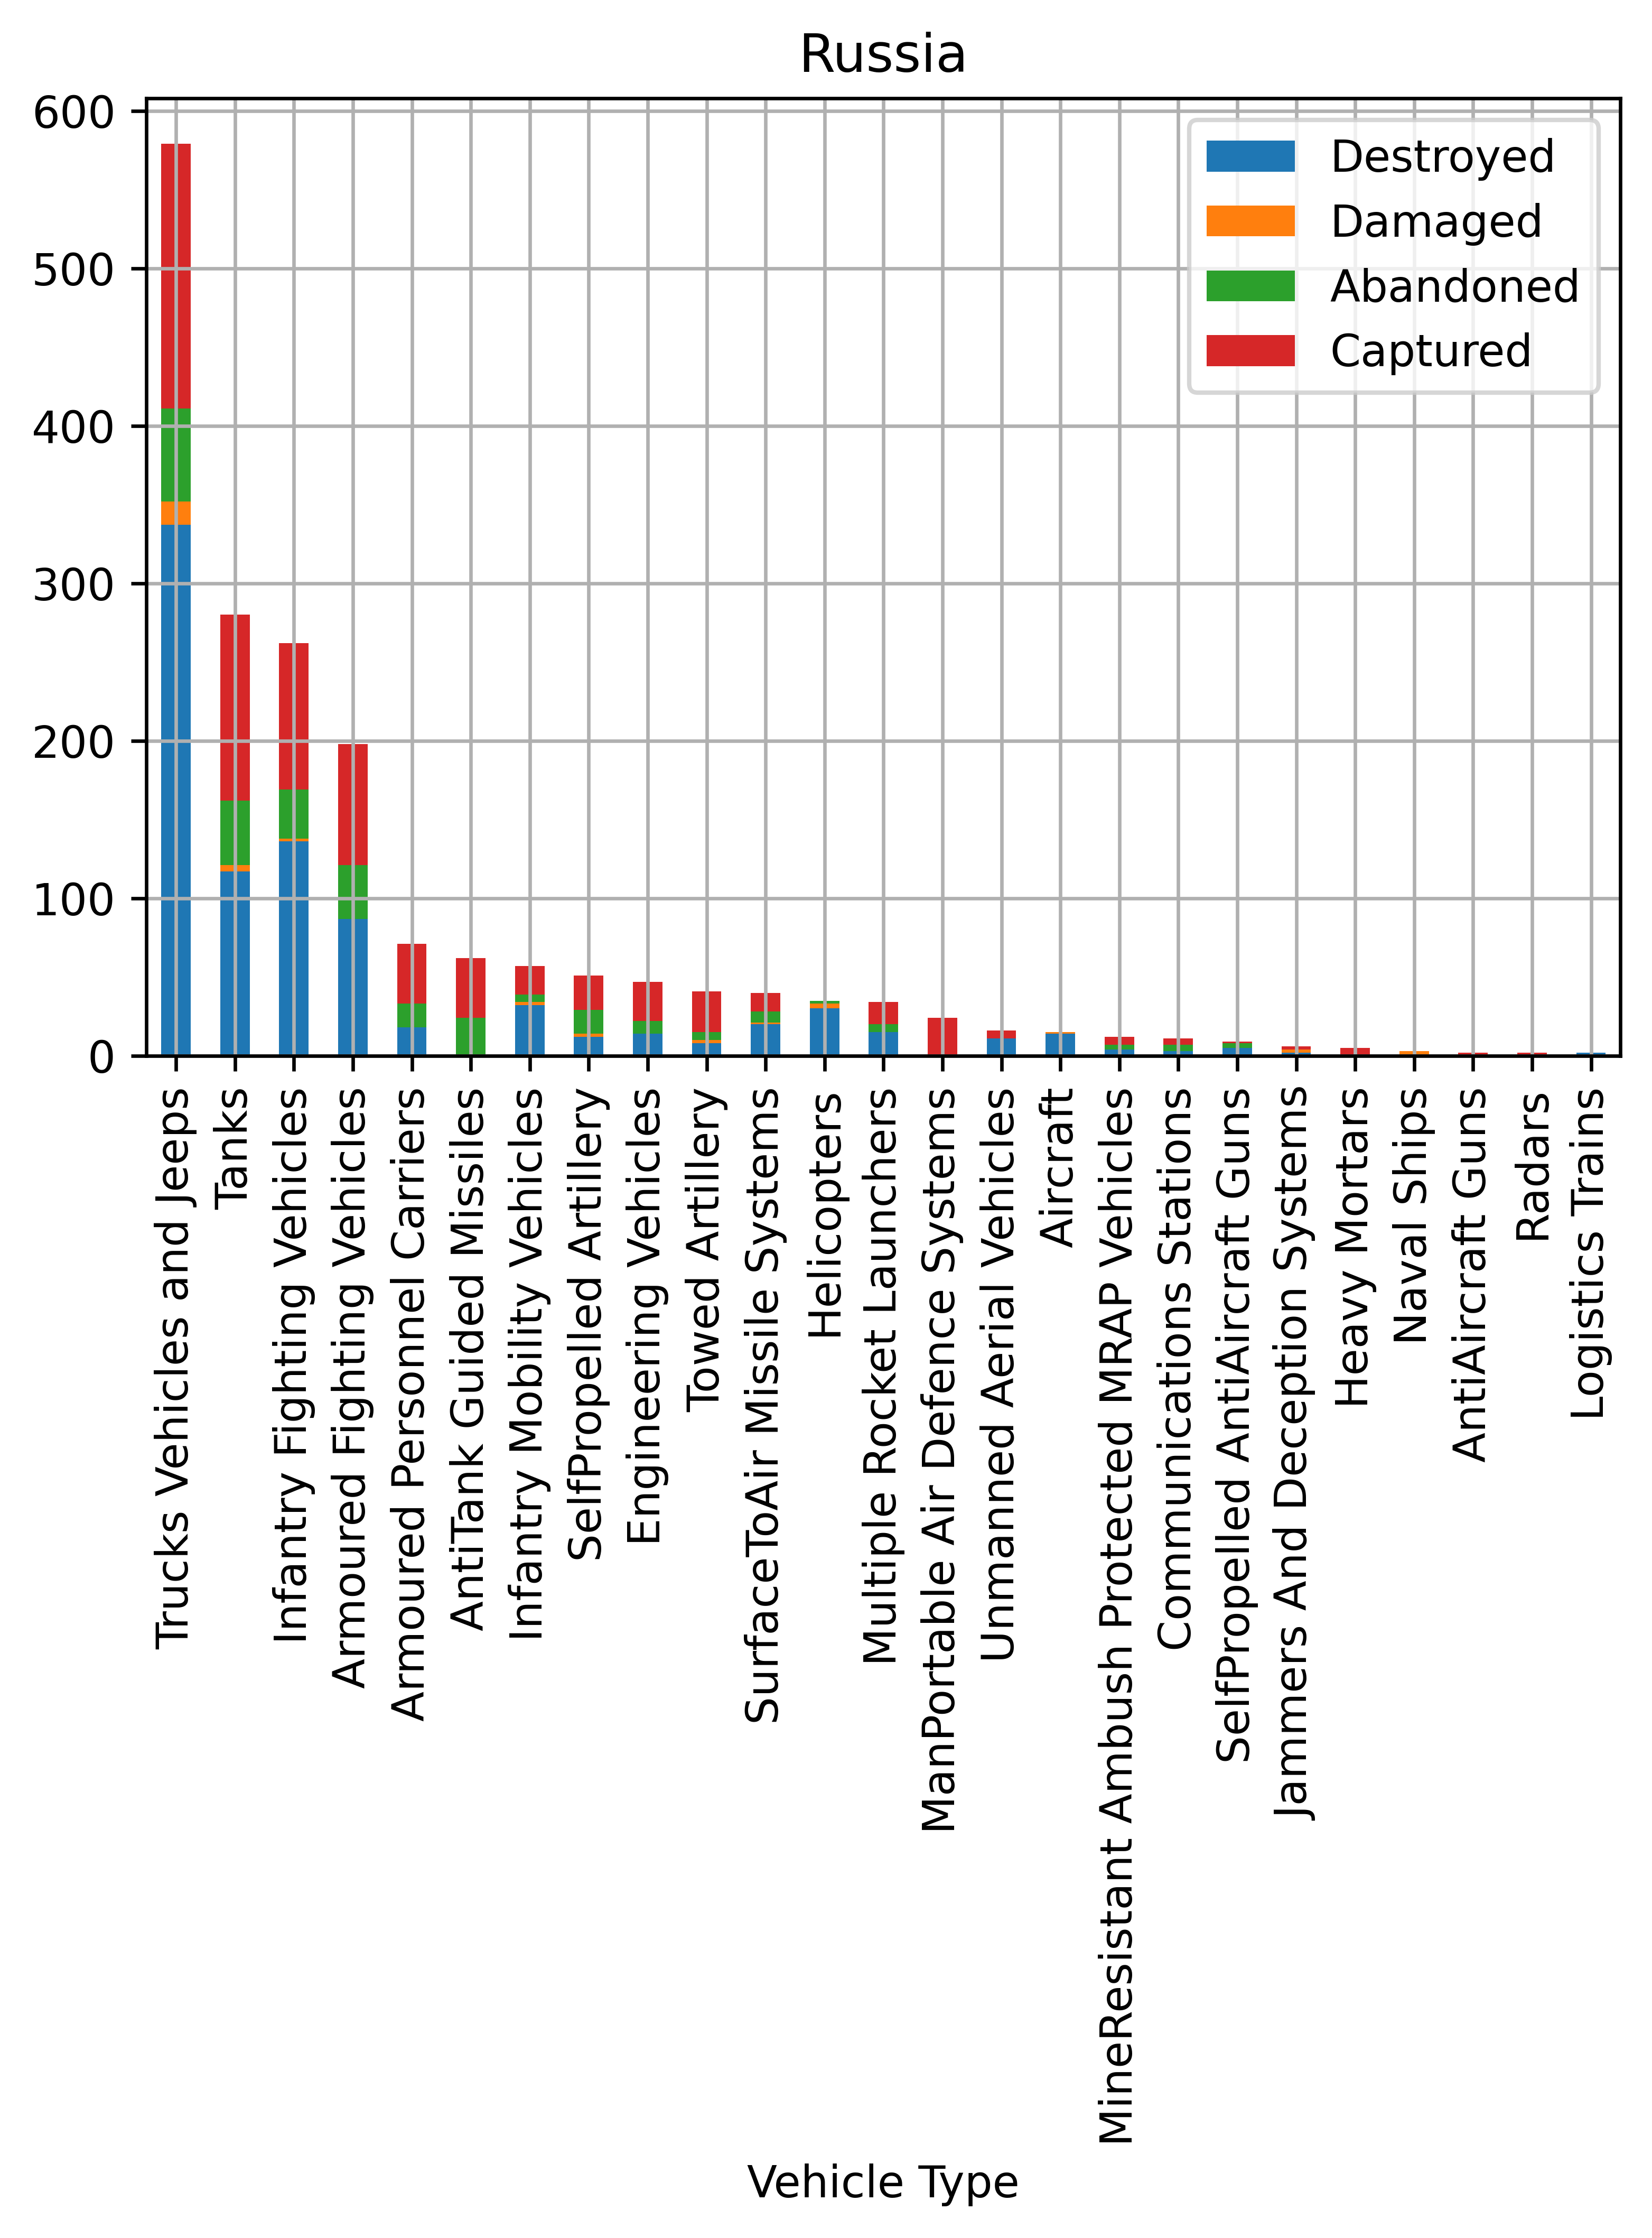 Russia
600
500
400
300
200
100
0
Destroyed
Damaged
Abandoned
Captured
Trucks Vehicles and Jeeps
Tanks
Infantry Fighting Vehicles
Armoured Fighting Vehicles
Armoured Personnel Carriers
AntiTank Guided Missiles
Infantry Mobility Vehicles
SelfPropelled Artillery
Engineering Vehicles
Towed Artillery
SurfaceToAir Missile Systems
Helicopters
Multiple Rocket Launchers
ManPortable Air Defence Systems
Unmanned Aerial Vehicles
Aircraft
MineResistant Ambush Protected MRAP Vehicles
Communications Stations
SelfPropelled AntiAircraft Guns
Jammers And Deception Systems
Heavy Mortars
Naval Ships
AntiAircraft Guns
Radars
Logistics Trains
Vehicle Type